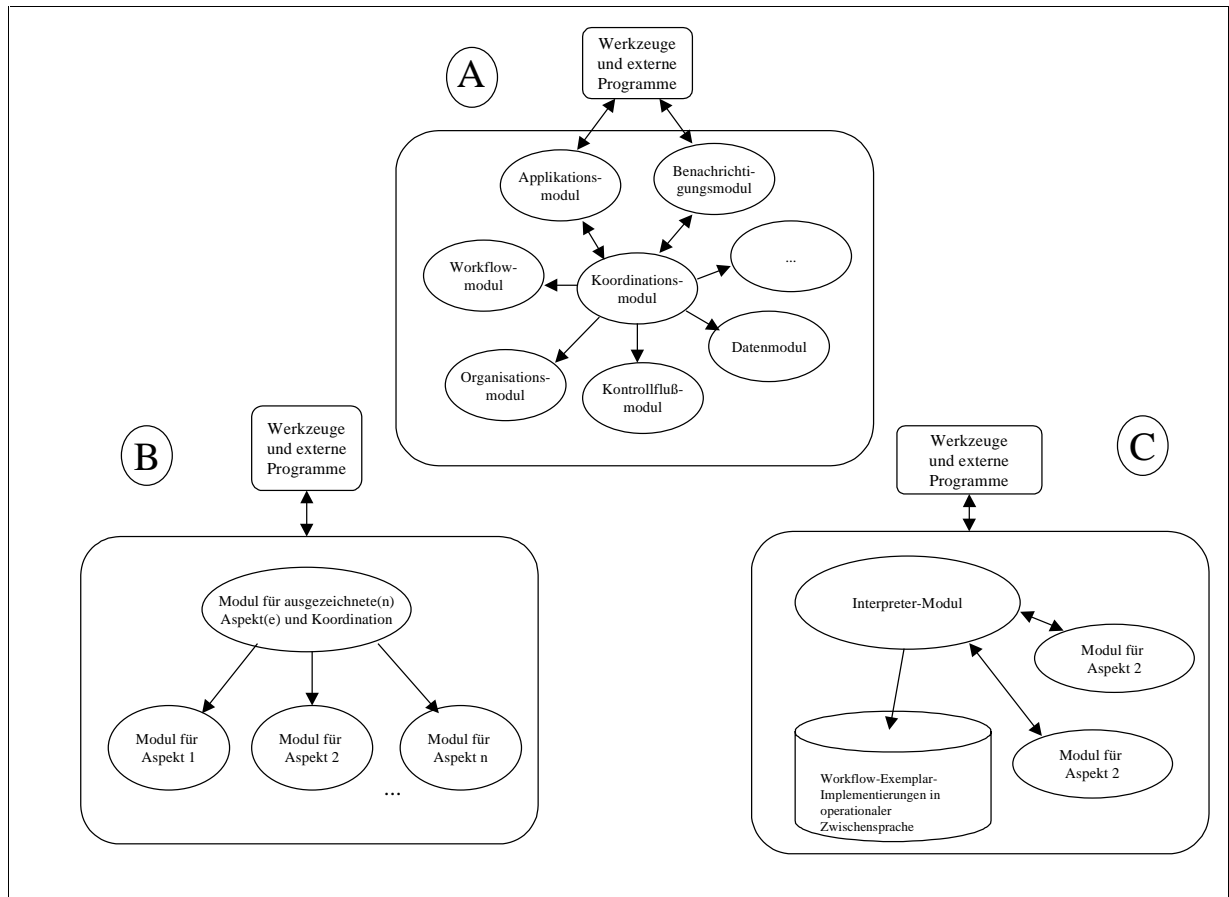 A
Werkzeuge
und externe
Programme
Applikations-
modul
Benachrichti-
gungsmodul
Workflow-
modul
Koordinations-
modul
...
Organisations-
modul
Kontrollfluß-
modul
Datenmodul
B
Werkzeuge
und externe
Programme
Modul für ausgezeichnete(n)
Aspekt(e) und Koordination
Modul für
Aspekt 1
Modul für
Aspekt 2
Modul für
Aspekt n
...
C
Werkzeuge
und externe
Programme
Interpreter-Modul
Modul für
Aspekt 2
Modul für
Aspekt 2
Workflow-Exemplar-
Implementierungen in
operationaler
Zwischensprache